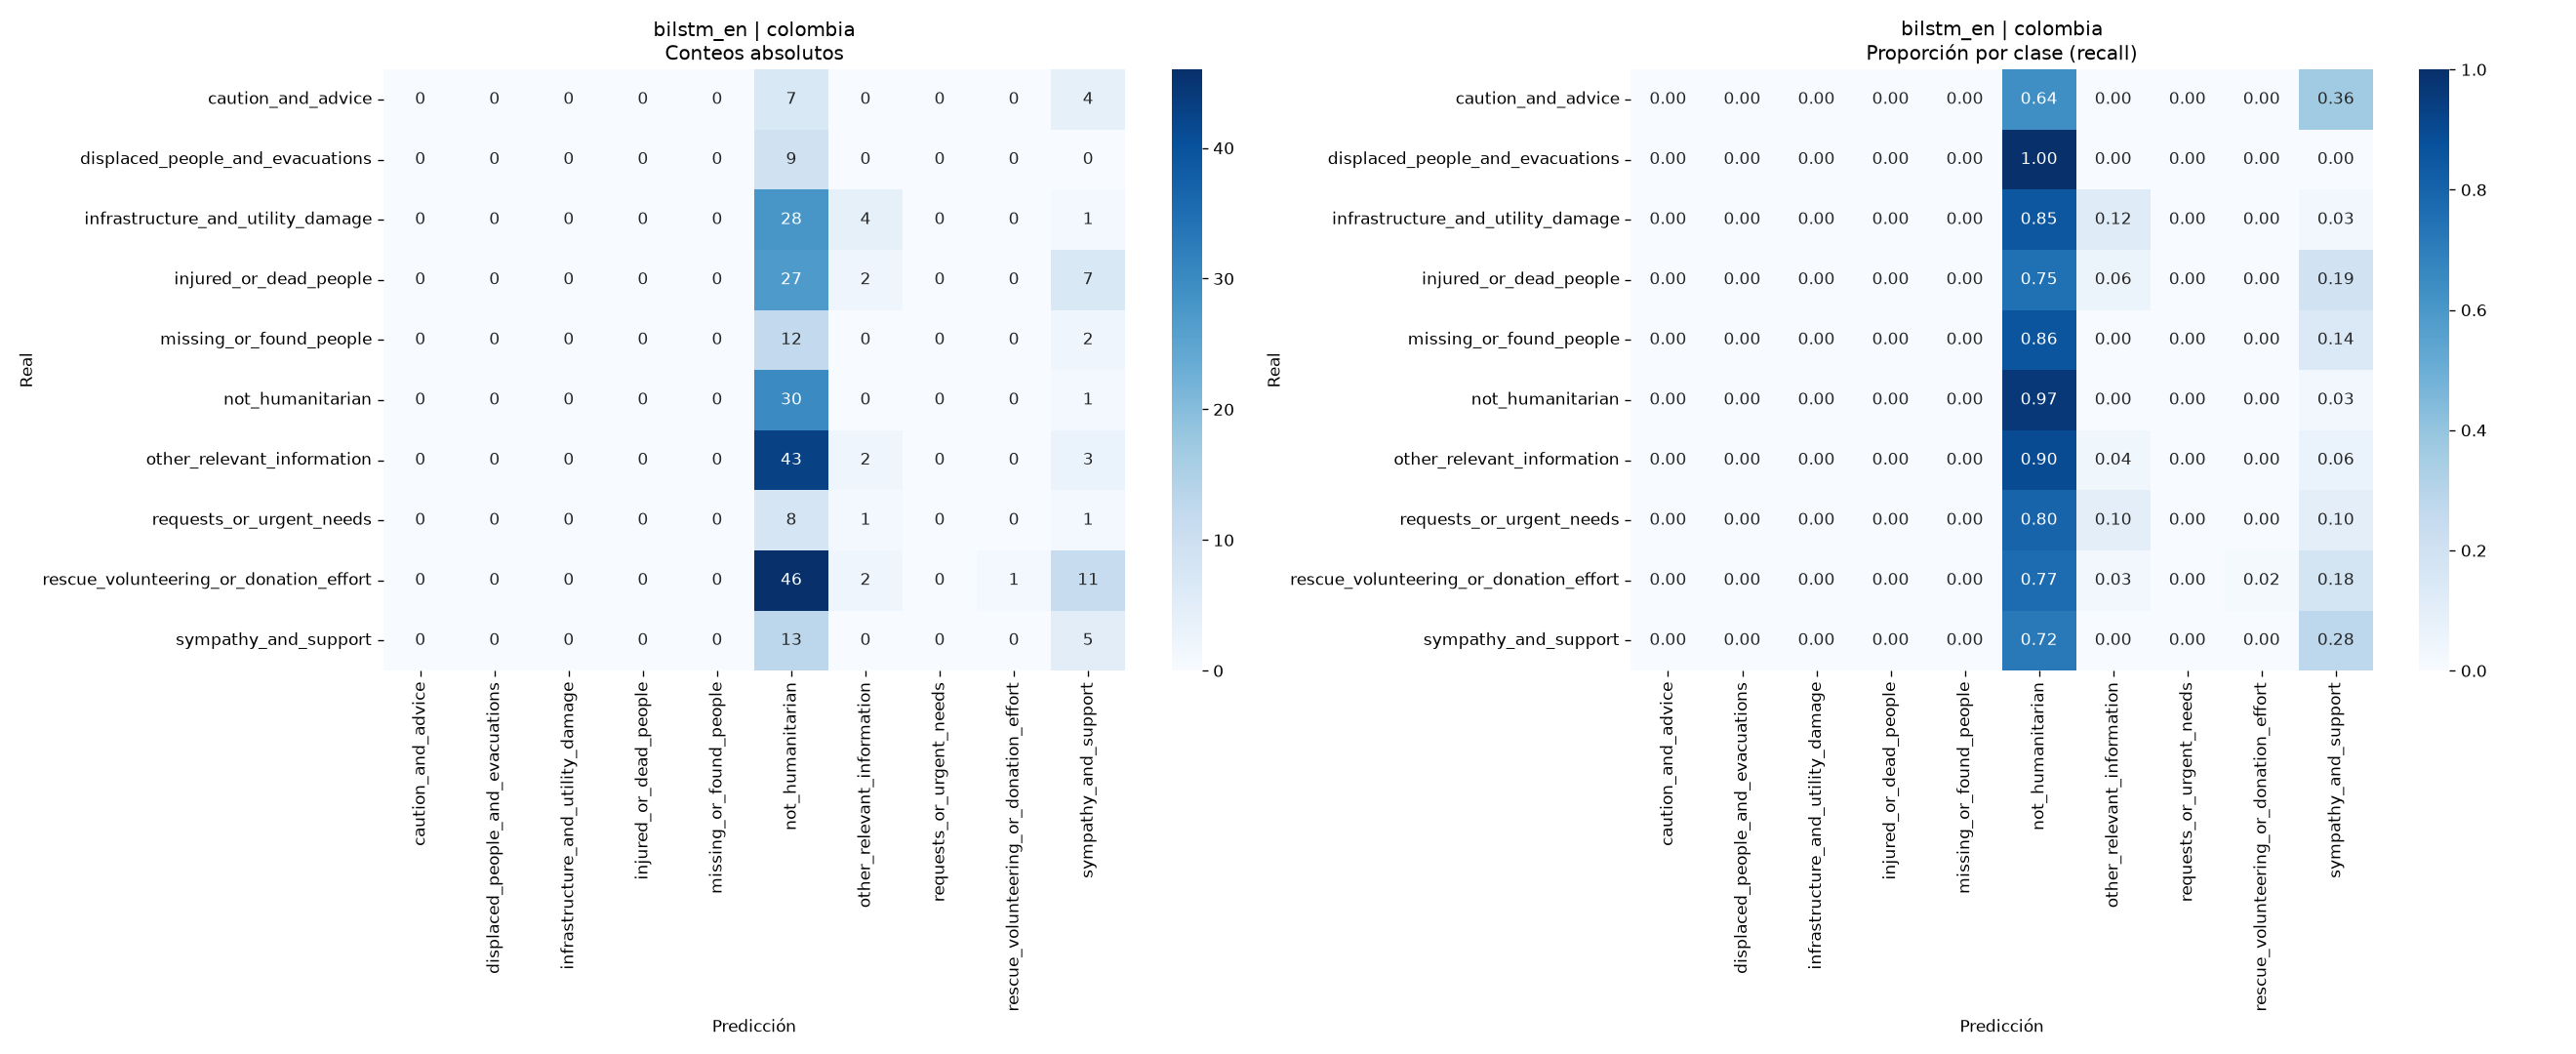 bilstm_en | colombia
Conteos absolutos
Real
caution_and_advice 0 0 0 0 0 7 0 0 0 4
displaced_people_and_evacuations 0 0 0 0 0 9 0 0 0 0
infrastructure_and_utility_damage 0 0 0 0 0 28 4 0 0 1
injured_or_dead_people 0 0 0 0 0 27 2 0 0 7
missing_or_found_people 0 0 0 0 0 12 0 0 0 2
not_humanitarian 0 0 0 0 0 30 0 0 0 1
other_relevant_information 0 0 0 0 0 43 2 0 0 3
requests_or_urgent_needs 0 0 0 0 0 8 1 0 0 1
rescue_volunteering_or_donation_effort 0 0 0 0 0 46 2 0 1 11
sympathy_and_support 0 0 0 0 0 13 0 0 0 5
caution_and_advice
displaced_people_and_evacuations
infrastructure_and_utility_damage
injured_or_dead_people
missing_or_found_people
not_humanitarian
other_relevant_information
requests_or_urgent_needs
rescue_volunteering_or_donation_effort
sympathy_and_support
Predicción
40
30
20
10
0
bilstm_en | colombia
Proporción por clase (recall)
Real
caution_and_advice 0.00 0.00 0.00 0.00 0.00 0.64 0.00 0.00 0.00 0.36
displaced_people_and_evacuations 0.00 0.00 0.00 0.00 0.00 1.00 0.00 0.00 0.00 0.00
infrastructure_and_utility_damage 0.00 0.00 0.00 0.00 0.00 0.85 0.12 0.00 0.00 0.03
injured_or_dead_people 0.00 0.00 0.00 0.00 0.00 0.75 0.06 0.00 0.00 0.19
missing_or_found_people 0.00 0.00 0.00 0.00 0.00 0.86 0.00 0.00 0.00 0.14
not_humanitarian 0.00 0.00 0.00 0.00 0.00 0.97 0.00 0.00 0.00 0.03
other_relevant_information 0.00 0.00 0.00 0.00 0.00 0.90 0.04 0.00 0.00 0.06
requests_or_urgent_needs 0.00 0.00 0.00 0.00 0.00 0.80 0.10 0.00 0.00 0.10
rescue_volunteering_or_donation_effort 0.00 0.00 0.00 0.00 0.00 0.77 0.03 0.00 0.02 0.18
sympathy_and_support 0.00 0.00 0.00 0.00 0.00 0.72 0.00 0.00 0.00 0.28
caution_and_advice
displaced_people_and_evacuations
infrastructure_and_utility_damage
injured_or_dead_people
missing_or_found_people
not_humanitarian
other_relevant_information
requests_or_urgent_needs
rescue_volunteering_or_donation_effort
sympathy_and_support
Predicción
1.0
0.8
0.6
0.4
0.2
0.0